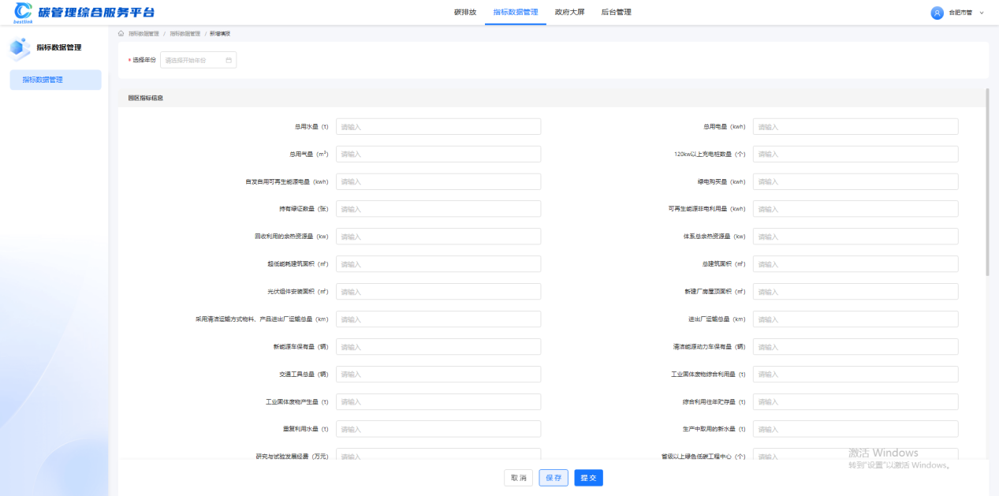 bestlink
碳管理综合服务平台
碳排放
指标数据管理
政府大屏
后台管理
合肥市管
指标数据管理
指标数据管理
指标数据管理 / 指标数据管理 / 新增填报
* 选择年份 请选择开始年份
园区指标信息
总用水量（t） 请输入 总用电量（kwh） 请输入
总用气量（m³） 请输入 120kw以上充电桩数量（个） 请输入
自发自用可再生能源电量（kwh） 请输入 绿电购买量（kwh） 请输入
持有绿证数量（张） 请输入 可再生能源非电利用量（kwh） 请输入
回收利用的余热资源量（kw） 请输入 体系总余热资源量（kw） 请输入
超低能耗建筑面积（㎡） 请输入 总建筑面积（㎡） 请输入
光伏组件安装面积（㎡） 请输入 新建厂房屋顶面积（㎡） 请输入
采用清洁运输方式物料、产品进出厂运输总量（km） 请输入 进出厂运输总量（km） 请输入
新能源车保有量（辆） 请输入 清洁能源动力车保有量（辆） 请输入
交通工具总量（辆） 请输入 工业固体废物综合利用量（t） 请输入
工业固体废物产生量（t） 请输入 综合利用往年贮存量（t） 请输入
重复利用水量（t） 请输入 生产中取用的新水量（t） 请输入
研究与试验发展经费（万元） 请输入 省级以上绿色低碳工程中心（个） 请输入
激活 Windows
转到"设置"以激活 Windows。
取消 保存 提交